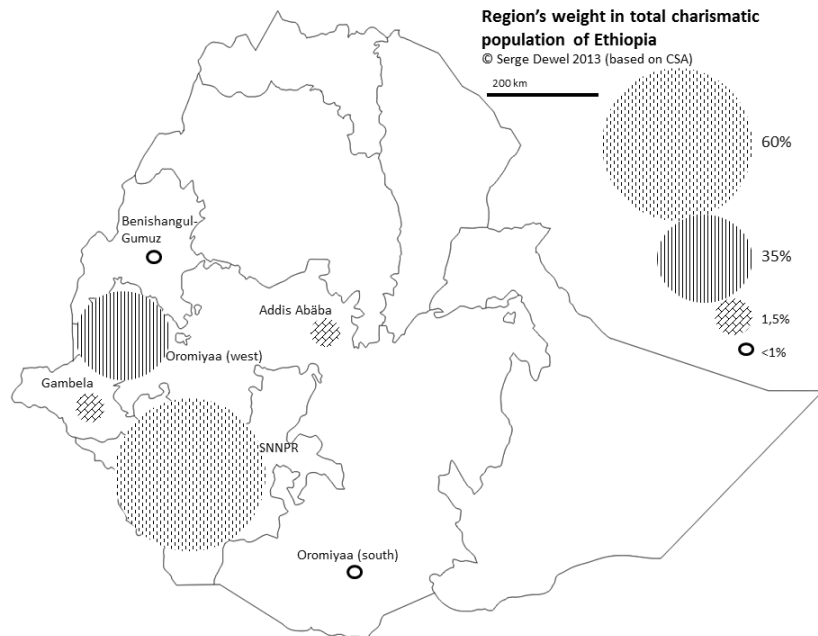 Region's weight in total charismatic
population of Ethiopia
© Serge Dewel 2013 (based on CSA)
200 km
60%
35%
1,5%
<1%
Benishangul-
Gumuz
Addis Abäba
Oromiyaa (west)
Gambela
SNNPR
Oromiyaa (south)